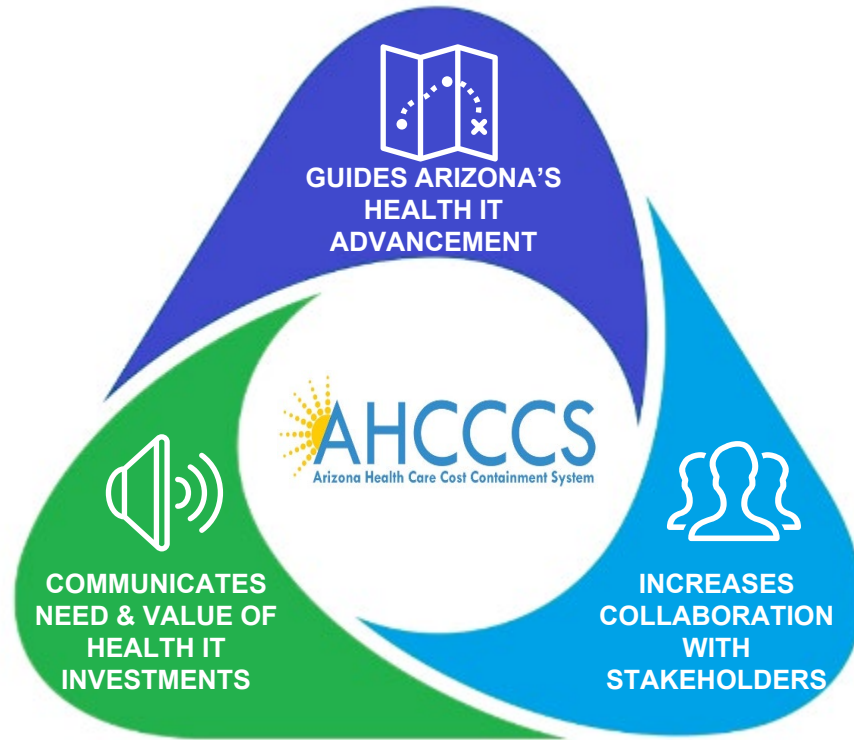 GUIDES ARIZONA'S
HEALTH IT
ADVANCEMENT
AHCCCS
Arizona Health Care Cost Containment System
COMMUNICATES
NEED & VALUE OF
HEALTH IT
INVESTMENTS
INCREASES
COLLABORATION
WITH
STAKEHOLDERS